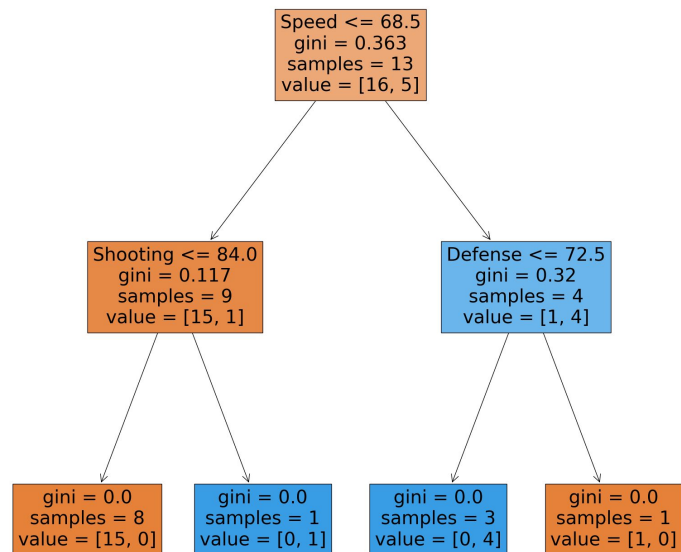 Speed <= 68.5
gini = 0.363
samples = 13
value = [16, 5]
Shooting <= 84.0
gini = 0.117
samples = 9
value = [15, 1]
Defense <= 72.5
gini = 0.32
samples = 4
value = [1, 4]
gini = 0.0
samples = 8
value = [15, 0]
gini = 0.0
samples = 1
value = [0, 1]
gini = 0.0
samples = 3
value = [0, 4]
gini = 0.0
samples = 1
value = [1, 0]